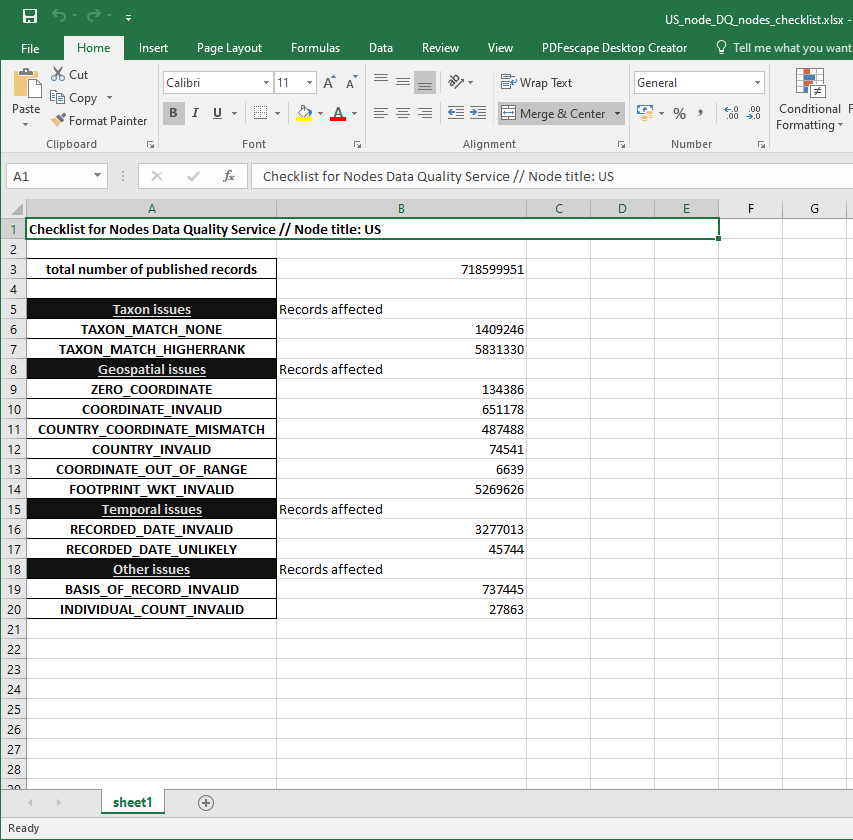 US_node_DQ_nodes_checklist.xlsx -
File Home Insert Page Layout Formulas Data Review View PDFescape Desktop Creator Tell me what you want
Paste
Cut
Copy
Format Painter
Clipboard
Calibri 11
B I U
Font
Wrap Text
Merge & Center
Alignment
General
% ,
Number
Conditional
Formatting
A1 fx Checklist for Nodes Data Quality Service // Node title: US
A B C D E F G
1 Checklist for Nodes Data Quality Service // Node title: US
2
3 total number of published records 718599951
4
5 Taxon issues Records affected
6 TAXON_MATCH_NONE 1409246
7 TAXON_MATCH_HIGHERRANK 5831330
8 Geospatial issues Records affected
9 ZERO_COORDINATE 134386
10 COORDINATE_INVALID 651178
11 COUNTRY_COORDINATE_MISMATCH 487488
12 COUNTRY_INVALID 74541
13 COORDINATE_OUT_OF_RANGE 6639
14 FOOTPRINT_WKT_INVALID 5269626
15 Temporal issues Records affected
16 RECORDED_DATE_INVALID 3277013
17 RECORDED_DATE_UNLIKELY 45744
18 Other issues Records affected
19 BASIS_OF_RECORD_INVALID 737445
20 INDIVIDUAL_COUNT_INVALID 27863
21
22
23
24
25
26
27
28
29
sheet1
Ready